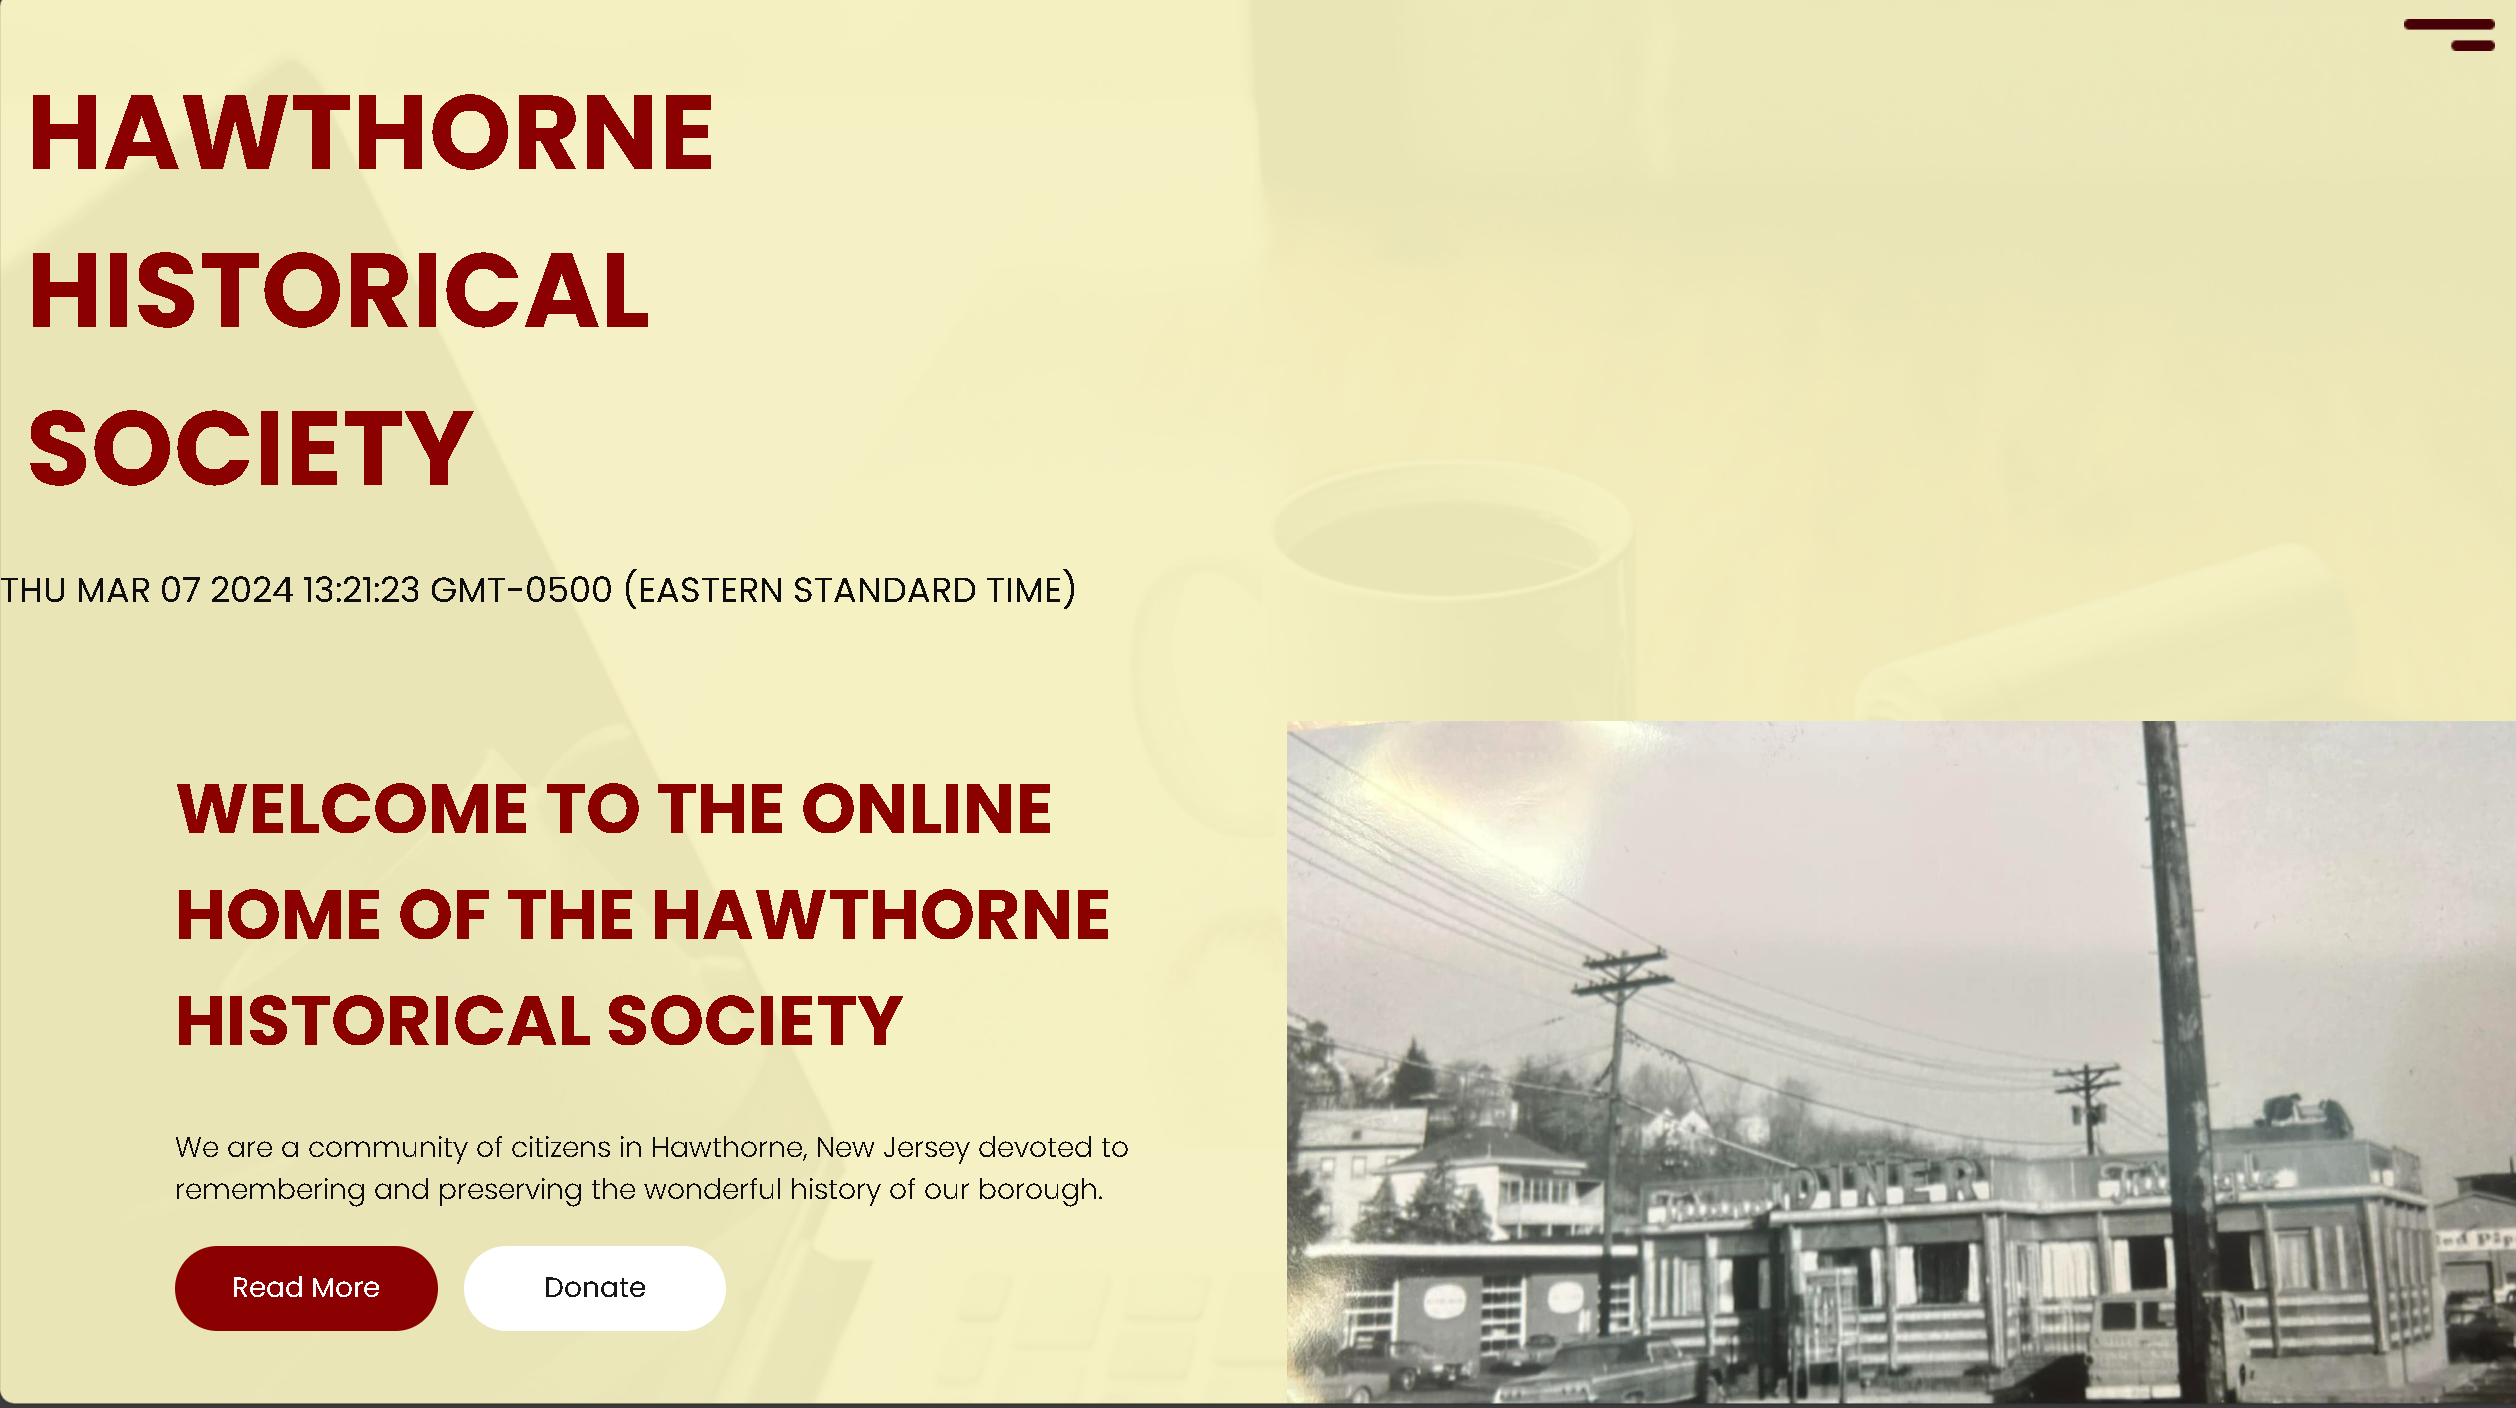 HAWTHORNE
HISTORICAL
SOCIETY
THU MAR 07 2024 13:21:23 GMT-0500 (EASTERN STANDARD TIME)
WELCOME TO THE ONLINE
HOME OF THE HAWTHORNE
HISTORICAL SOCIETY
We are a community of citizens in Hawthorne, New Jersey devoted to
remembering and preserving the wonderful history of our borough.
Read More
Donate
DINER